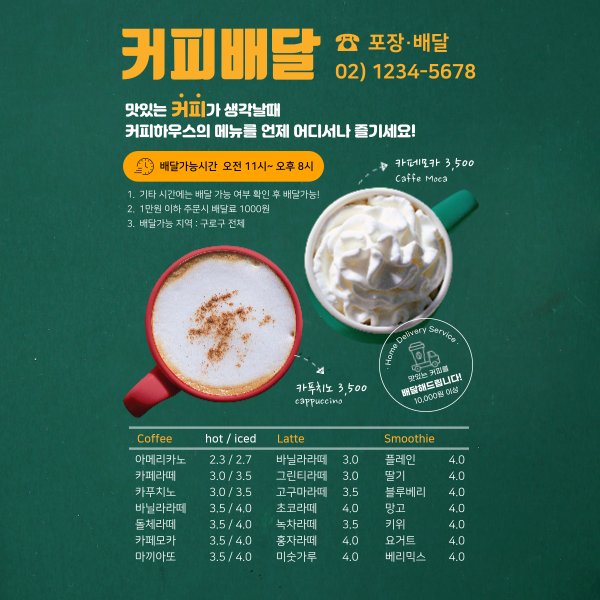 커피배달
☎ 포장·배달
02) 1234-5678
맛있는 커피가 생각날때
커피하우스의 메뉴를 언제 어디서나 즐기세요!
배달가능시간 오전 11시~ 오후 8시
1. 기타 시간에는 배달 가능 여부 확인 후 배달가능!
2. 1만원 이하 주문시 배달료 1000원
3. 배달가능 지역 : 구로구 전체
카페모카 3,500
Caffe Moca
카푸치노 3,500
cappuccino
· Home Delivery Service ·
맛있는 커피를
배달해드립니다!
10,000원 이상
Coffee hot / iced Latte Smoothie
아메리카노 2.3 / 2.7 바닐라라떼 3.0 플레인 4.0
카페라떼 3.0 / 3.5 그린티라떼 3.0 딸기 4.0
카푸치노 3.0 / 3.5 고구마라떼 3.5 블루베리 4.0
바닐라라떼 3.5 / 4.0 초코라떼 4.0 망고 4.0
돌체라떼 3.5 / 4.0 녹차라떼 3.5 키위 4.0
카페모카 3.5 / 4.0 홍자라떼 4.0 요거트 4.0
마끼아또 3.5 / 4.0 미숫가루 4.0 베리믹스 4.0